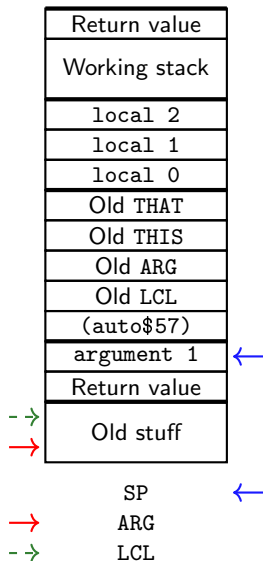 Return value
Working stack
local 2
local 1
local 0
Old THAT
Old THIS
Old ARG
Old LCL
(auto$57)
argument 1
Return value
Old stuff
SP
ARG
LCL